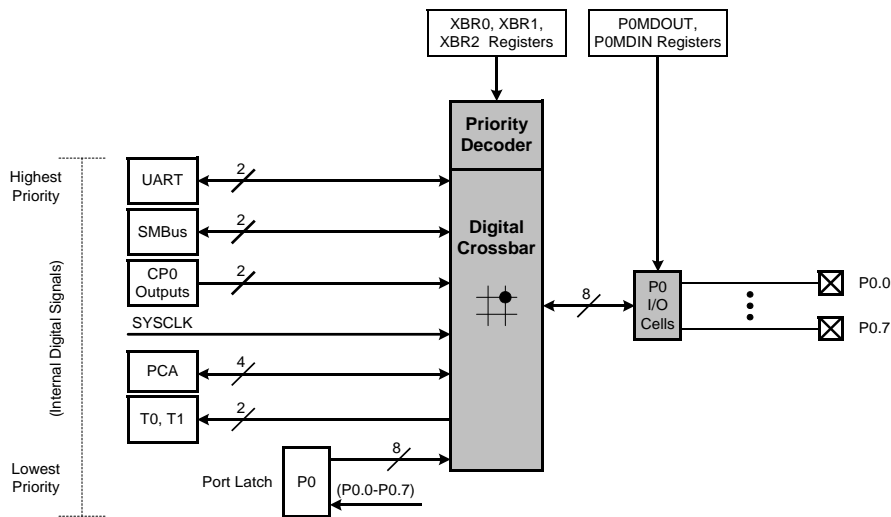 XBR0, XBR1,
XBR2 Registers
P0MDOUT,
P0MDIN Registers
Priority
Decoder
Highest
Priority
UART
2
SMBus
2
Digital
Crossbar
CP0
Outputs
2
8
P0
I/O
Cells
P0.0
P0.7
SYSCLK
(Internal Digital Signals)
PCA
4
T0, T1
2
Lowest
Priority
Port Latch
P0
8
(P0.0-P0.7)